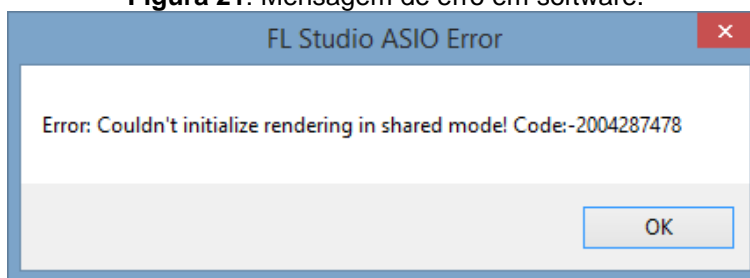 Figura 21: Mensagem de erro em software.
FL Studio ASIO Error
Error: Couldn't initialize rendering in shared mode! Code:-2004287478
OK